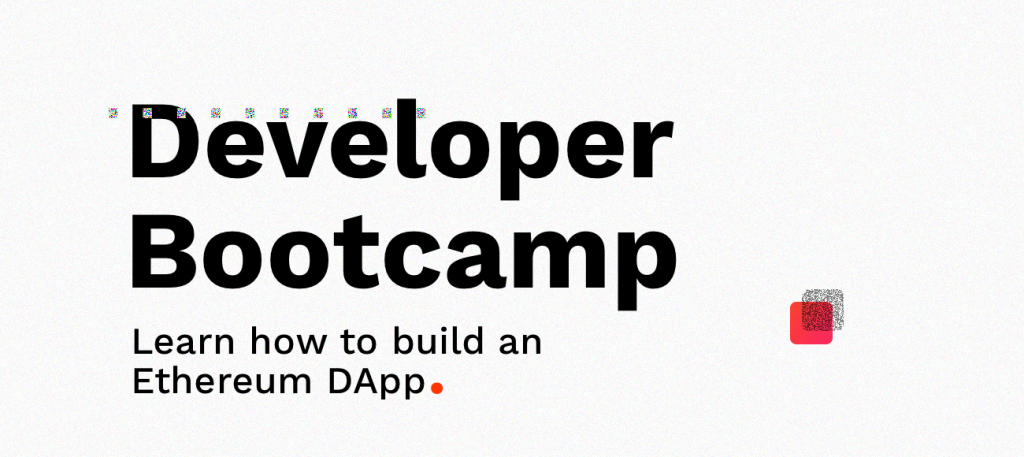 Developer
Bootcamp
Learn how to build an
Ethereum DApp.